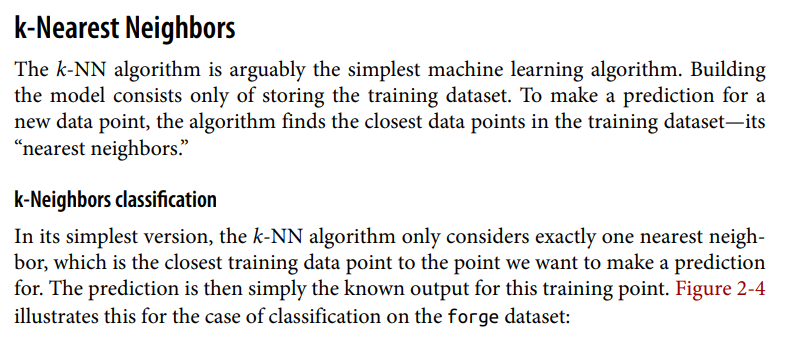 k-Nearest Neighbors
The k-NN algorithm is arguably the simplest machine learning algorithm. Building
the model consists only of storing the training dataset. To make a prediction for a
new data point, the algorithm finds the closest data points in the training dataset—its
“nearest neighbors.”
k-Neighbors classification
In its simplest version, the k-NN algorithm only considers exactly one nearest neigh-
bor, which is the closest training data point to the point we want to make a prediction
for. The prediction is then simply the known output for this training point. Figure 2-4
illustrates this for the case of classification on the forge dataset: